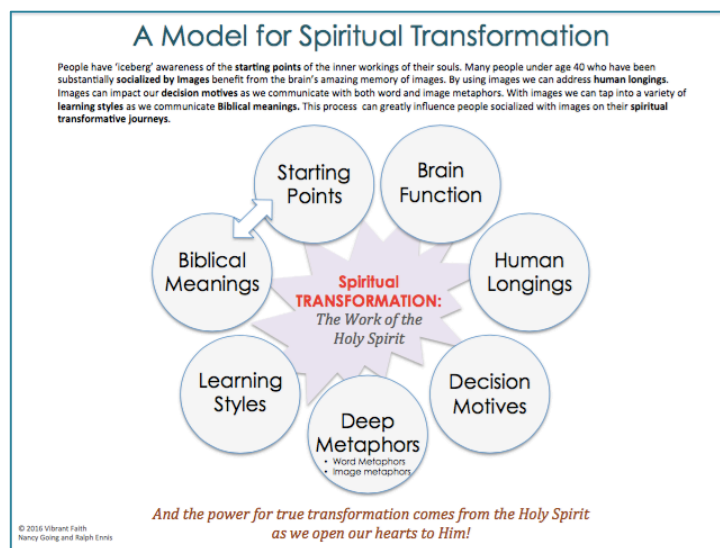 A Model for Spiritual Transformation
People have 'iceberg' awareness of the starting points of the inner workings of their souls. Many people under age 40 who have been
substantially socialized by Images benefit from the brain's amazing memory of images. By using images we can address human longings.
Images can impact our decision motives as we communicate with both word and image metaphors. With images we can tap into a variety of
learning styles as we communicate Biblical meanings. This process can greatly influence people socialized with images on their spiritual
transformative journeys.
Starting
Points
Brain
Function
Human
Longings
Decision
Motives
Deep
Metaphors
• Word Metaphors
• Image metaphors
Learning
Styles
Biblical
Meanings
Spiritual
TRANSFORMATION:
The Work of the
Holy Spirit
And the power for true transformation comes from the Holy Spirit
as we open our hearts to Him!
© 2016 Vibrant Faith
Nancy Going and Ralph Ennis